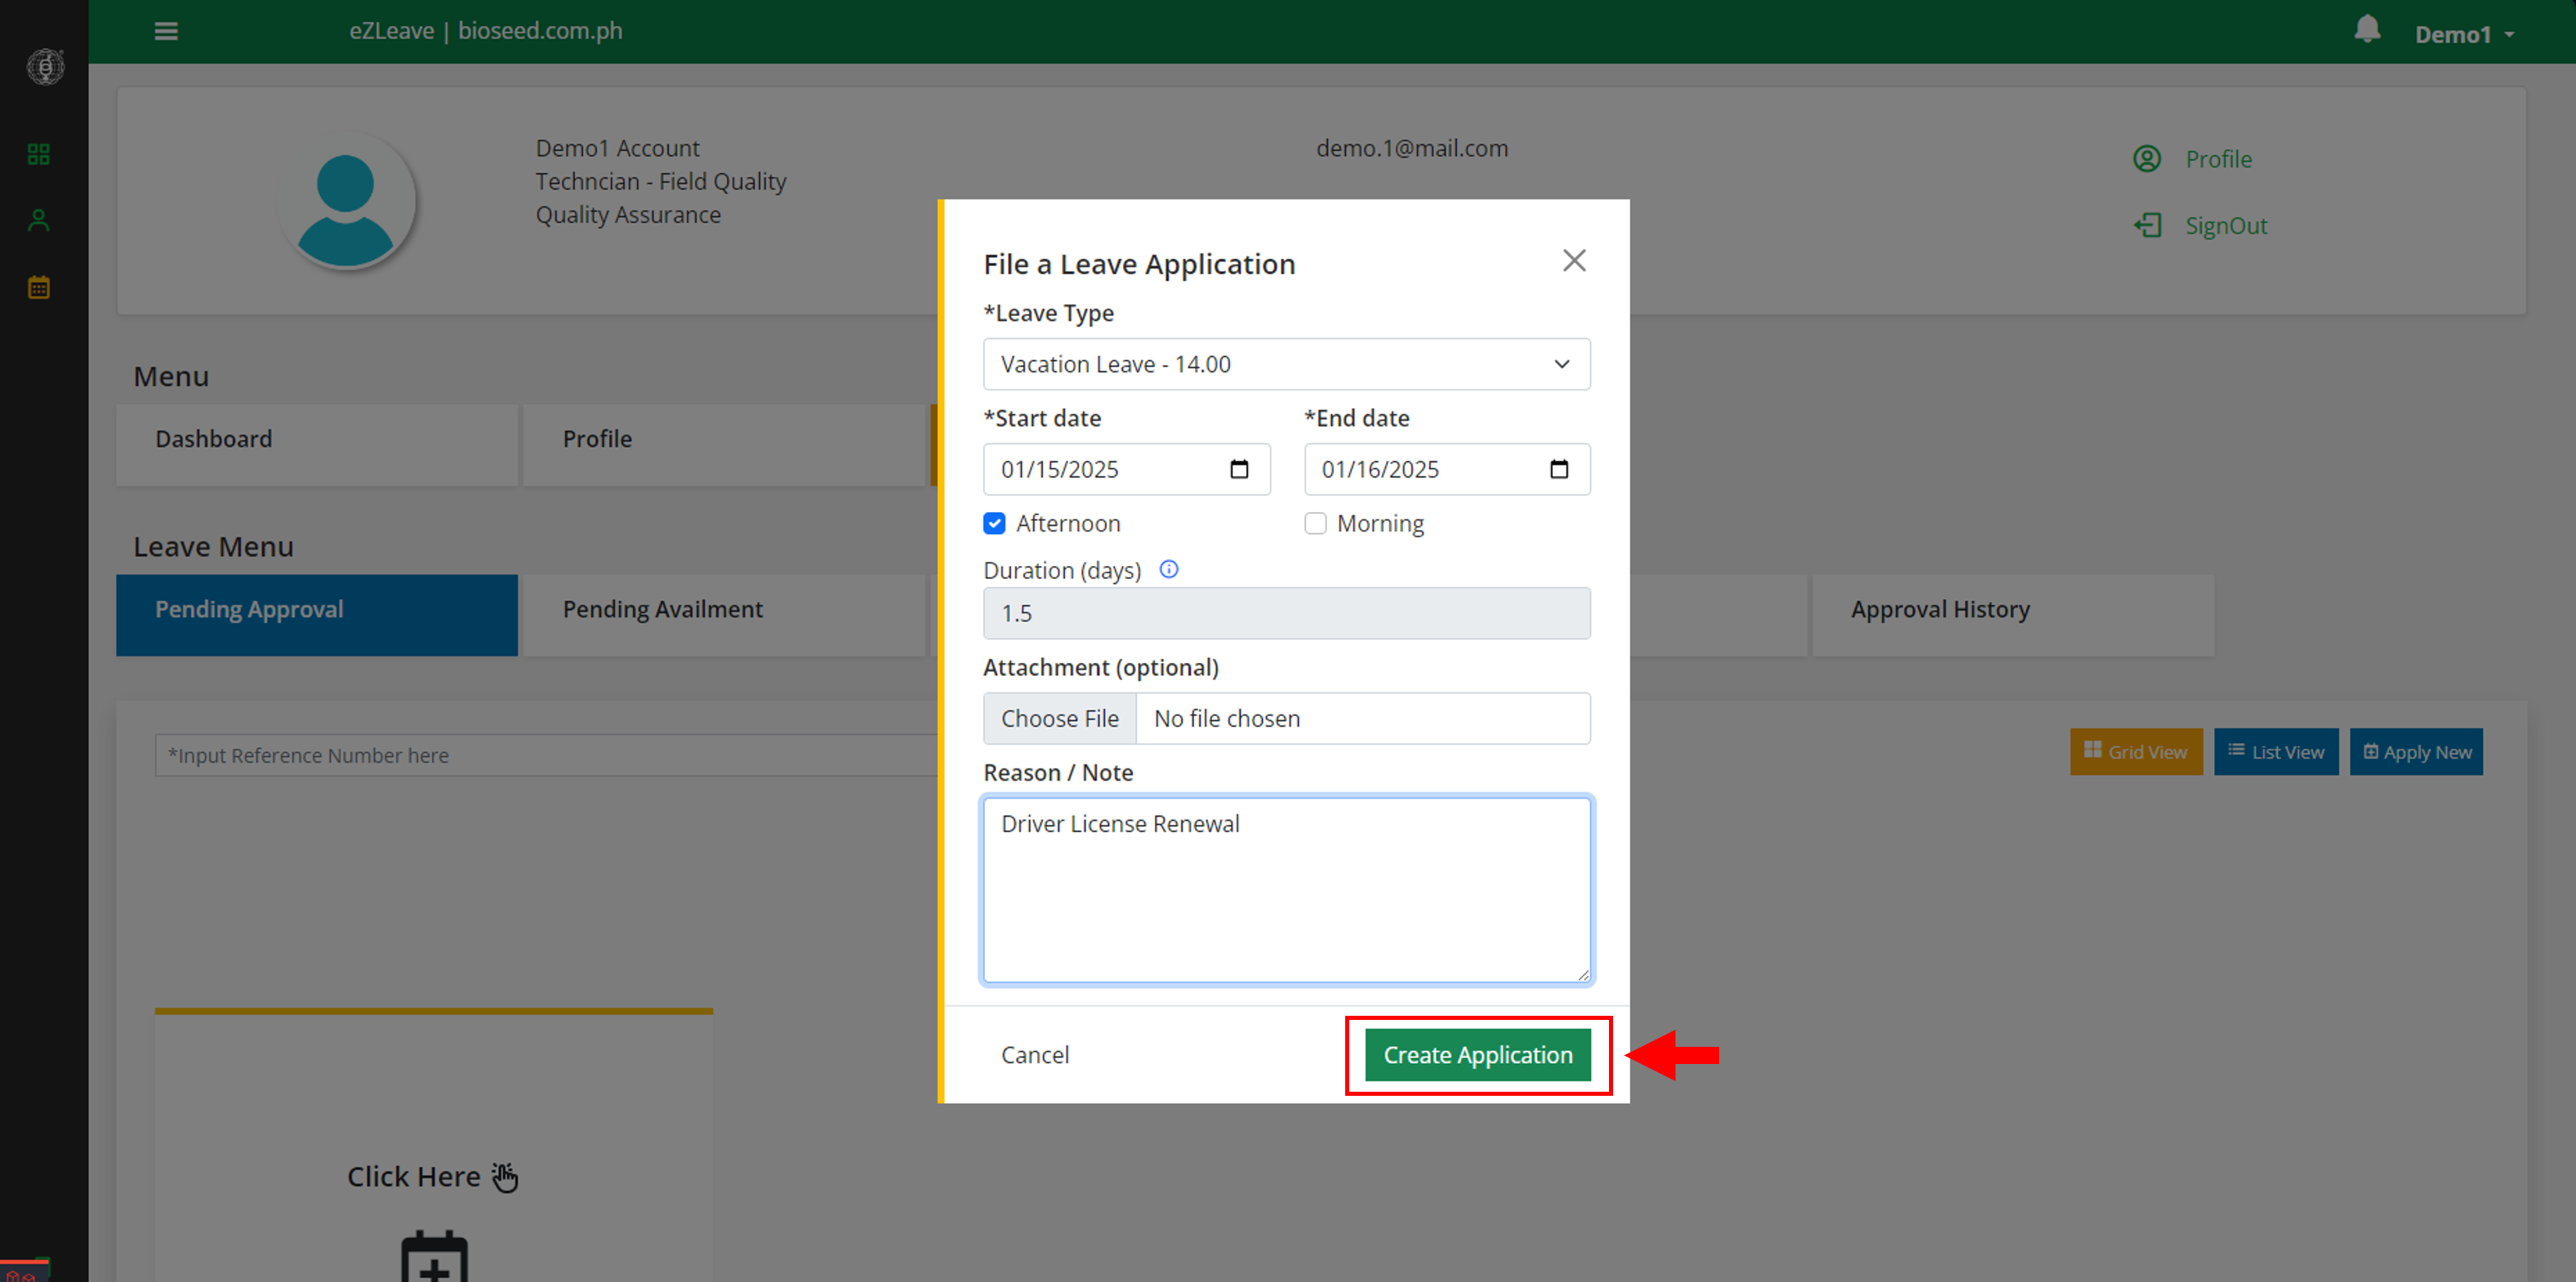 eZLeave | bioseed.com.ph
Demo1
Demo1 Account
Techncian - Field Quality
Quality Assurance
demo.1@mail.com
Profile
SignOut
Menu
Dashboard
Profile
Leave Menu
Pending Approval
Pending Availment
Approval History
*Input Reference Number here
Grid View
List View
Apply New
Click Here
File a Leave Application
*Leave Type
Vacation Leave - 14.00
*Start date
*End date
01/15/2025
01/16/2025
Afternoon
Morning
Duration (days)
1.5
Attachment (optional)
Choose File
No file chosen
Reason / Note
Driver License Renewal
Cancel
Create Application